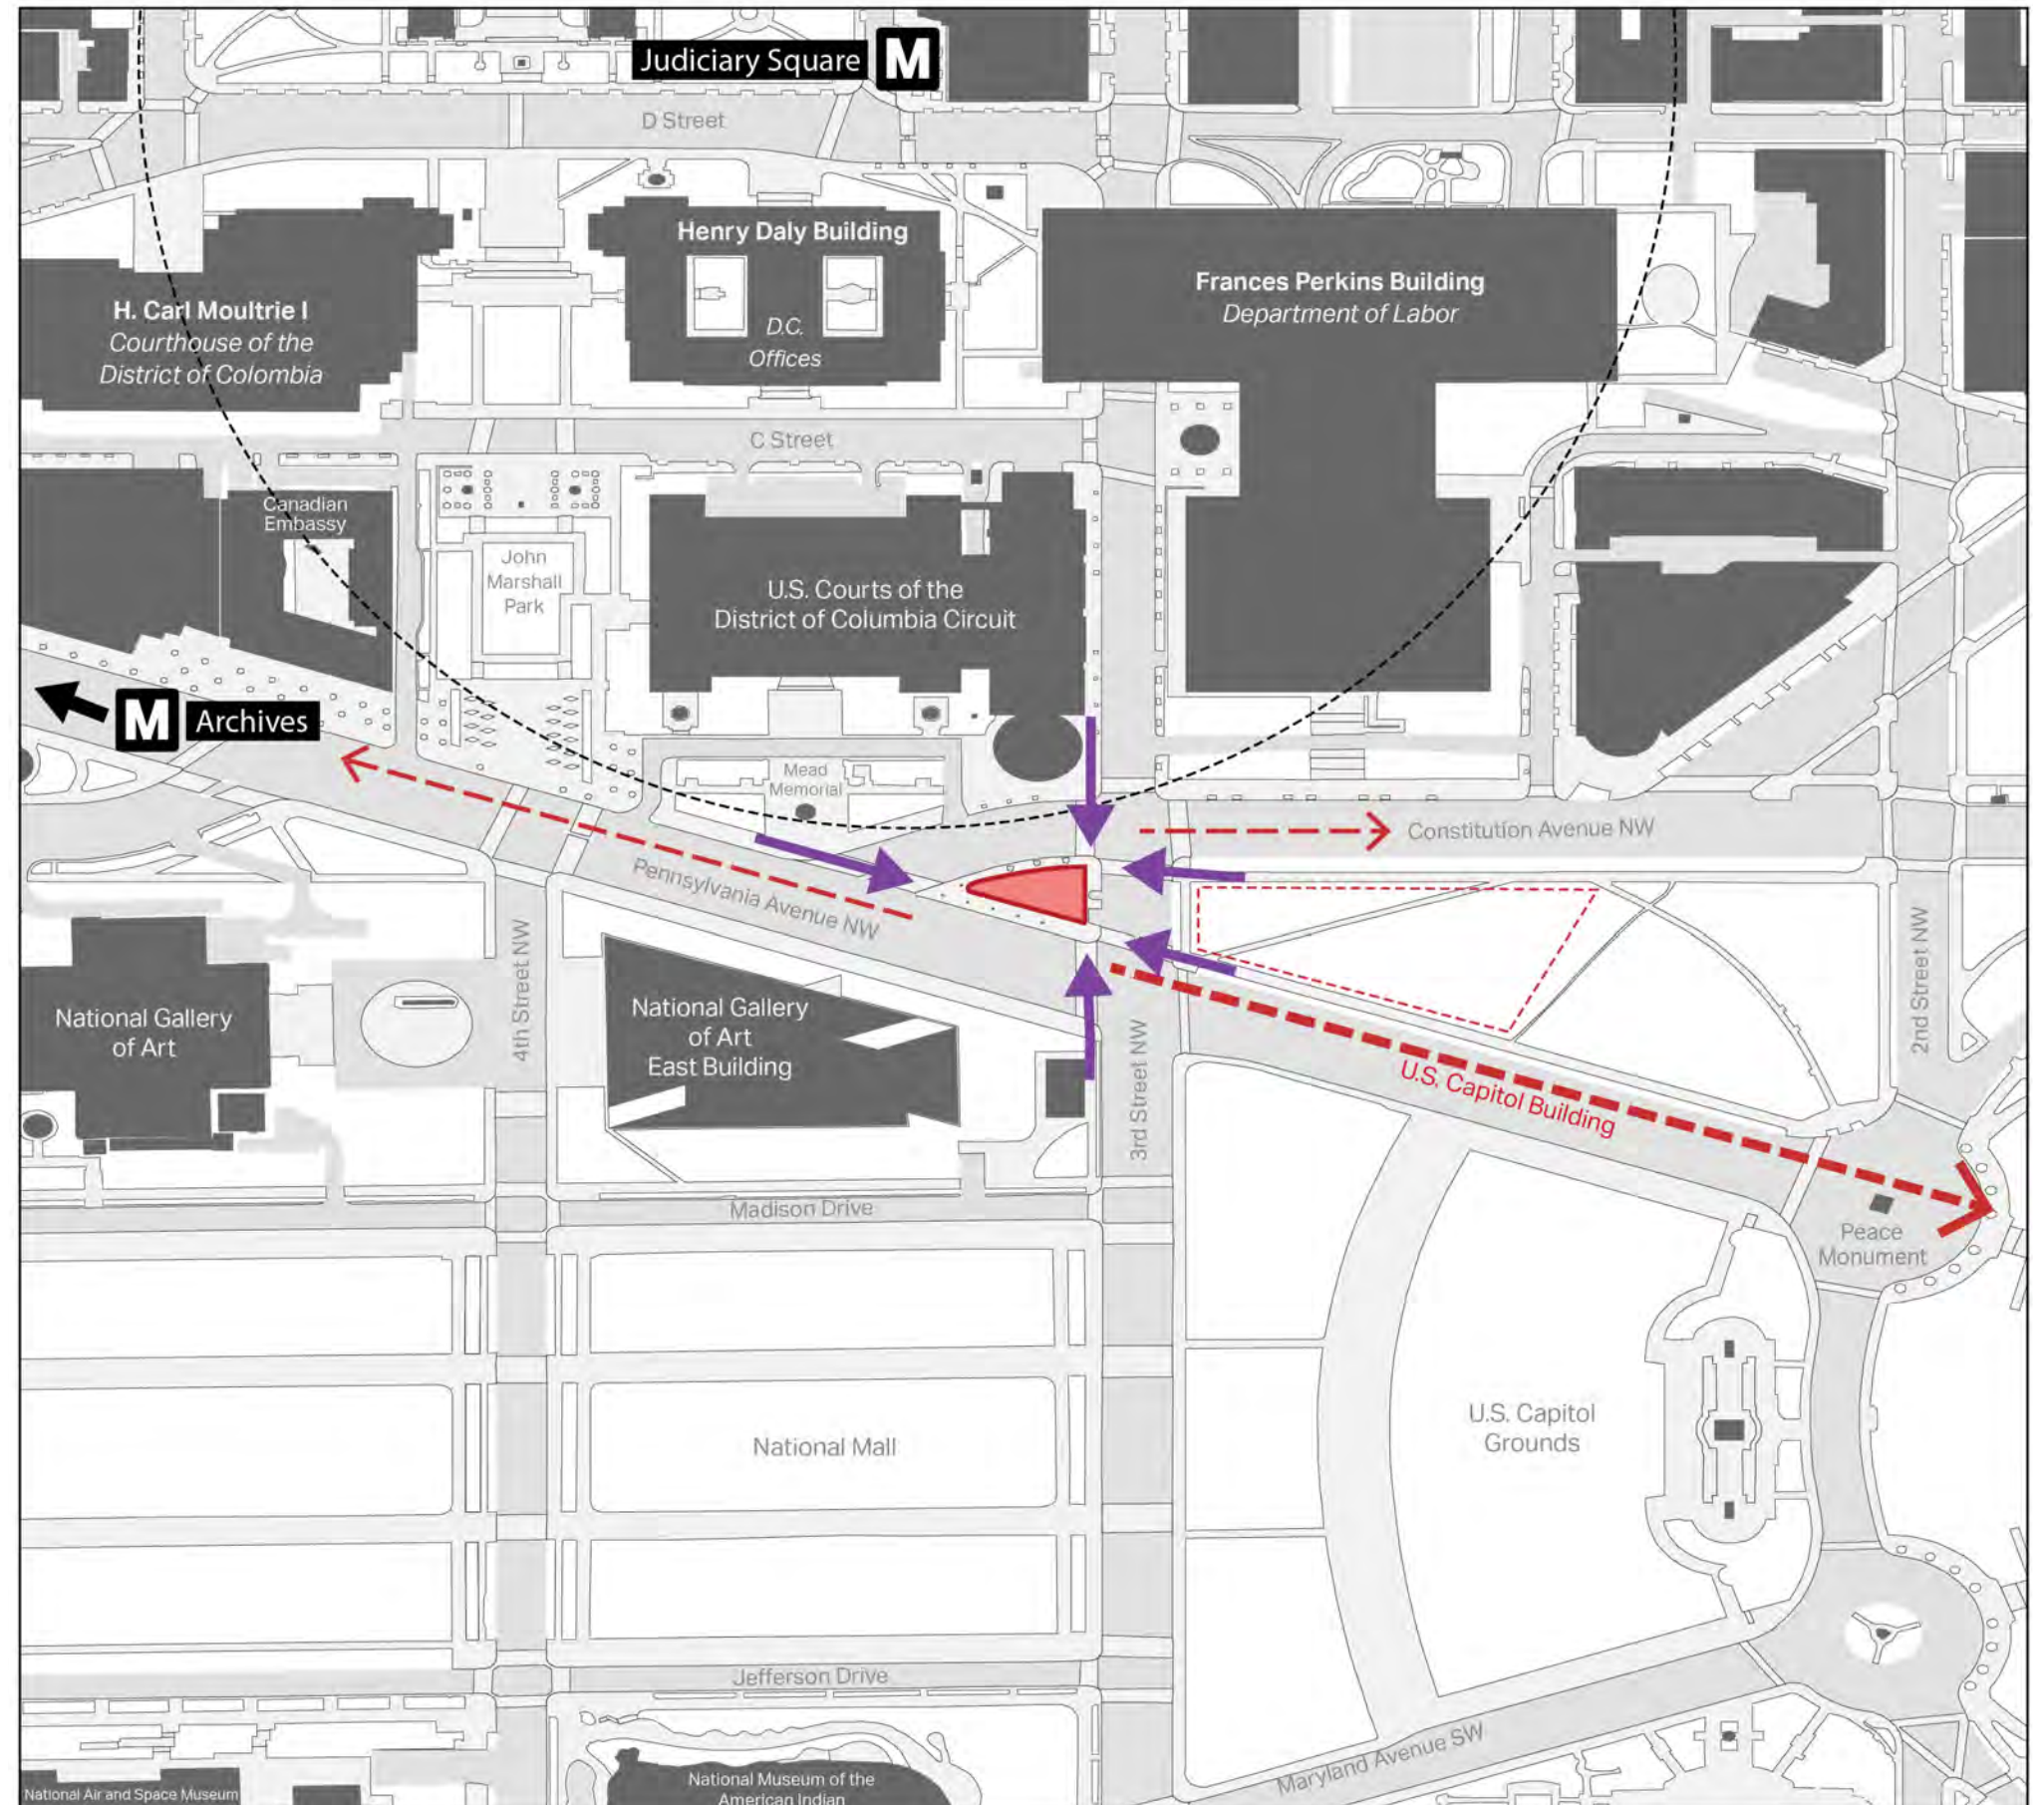 Judiciary Square M
D Street
Henry Daly Building
D.C.
Offices
Frances Perkins Building
Department of Labor
H. Carl Moultrie I
Courthouse of the
District of Colombia
C Street
Canadian
Embassy
John
Marshall
Park
U.S. Courts of the
District of Columbia Circuit
M Archives
Mead
Memorial
Constitution Avenue NW
Pennsylvania Avenue NW
4th Street NW
2nd Street NW
National Gallery
of Art
National Gallery
of Art
East Building
3rd Street NW
U.S. Capitol Building
Madison Drive
Peace
Monument
National Mall
U.S. Capitol
Grounds
Jefferson Drive
Maryland Avenue SW
National Air and Space Museum
National Museum of the
American Indian